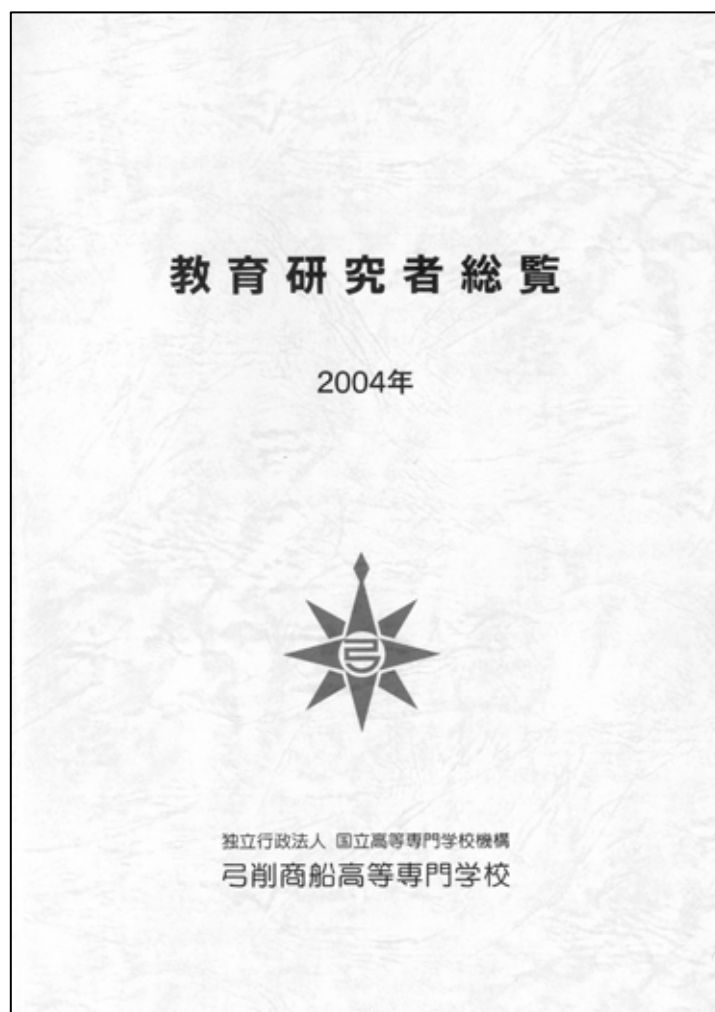 教育研究者総覧
2004年
弓
独立行政法人 国立高等専門学校機構
弓削商船高等専門学校